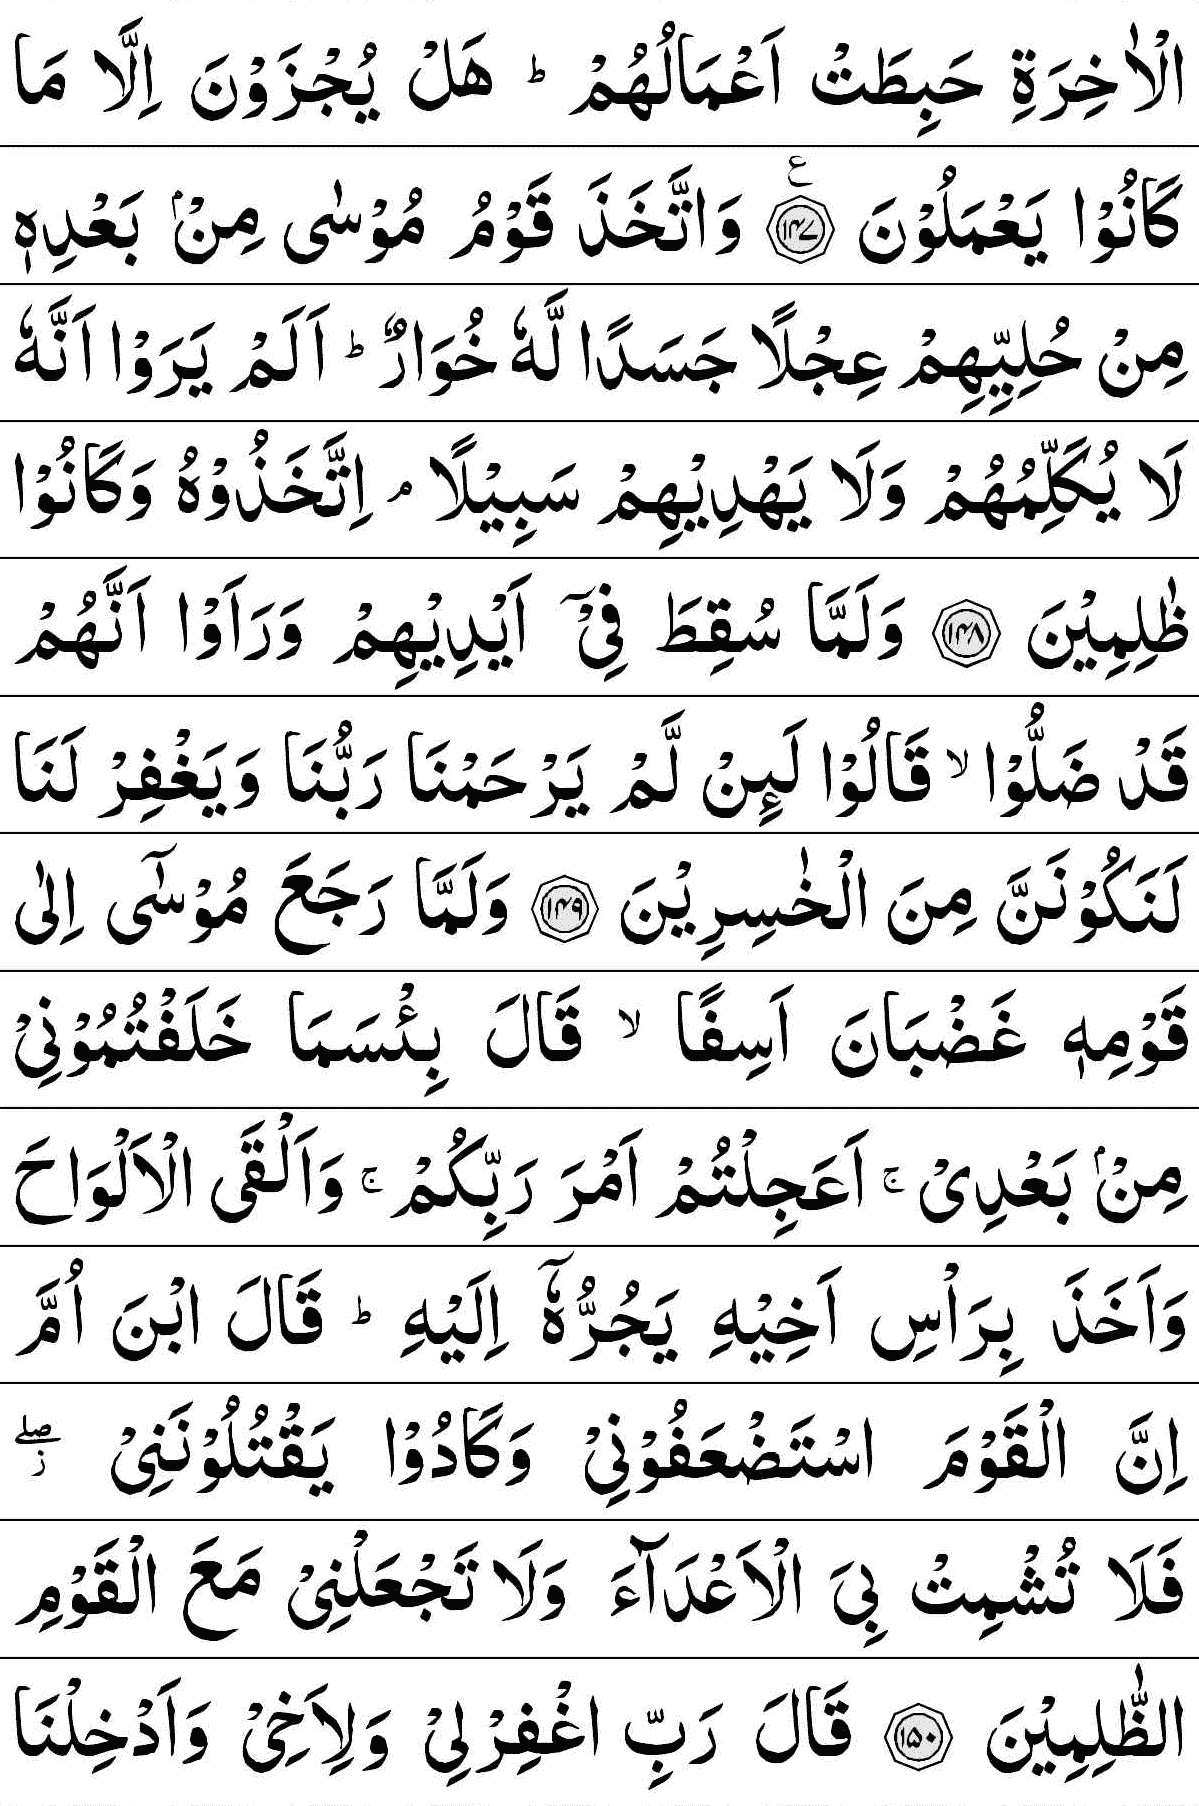 الْاٰخِرَةِ حَبِطَتْ اَعْمَالُهُمْ ؕ هَلْ يُجْزَوْنَ اِلَّا مَا
كَانُوْا يَعْمَلُوْنَ ࣖ ۝۱۴۷ وَاتَّخَذَ قَوْمُ مُوْسٰى مِنْۢ بَعْدِهٖ
مِنْ حُلِيِّهِمْ عِجْلًا جَسَدًا لَّهٗ خُوَارٌ ؕ اَلَمْ يَرَوْا اَنَّهٗ
لَا يُكَلِّمُهُمْ وَلَا يَهْدِيْهِمْ سَبِيْلًا ۘ اِتَّخَذُوْهُ وَكَانُوْا
ظٰلِمِيْنَ ۝۱۴۸ وَلَمَّا سُقِطَ فِيْۤ اَيْدِيْهِمْ وَرَاَوْا اَنَّهُمْ
قَدْ ضَلُّوْا ۙ قَالُوْا لَىِٕنْ لَّمْ يَرْحَمْنَا رَبُّنَا وَيَغْفِرْ لَنَا
لَنَكُوْنَنَّ مِنَ الْخٰسِرِيْنَ ۝۱۴۹ وَلَمَّا رَجَعَ مُوْسٰۤى اِلٰى
قَوْمِهٖ غَضْبَانَ اَسِفًا ۙ قَالَ بِئْسَمَا خَلَفْتُمُوْنِيْ
مِنْۢ بَعْدِيْ ۚ اَعَجِلْتُمْ اَمْرَ رَبِّكُمْ ۚ وَاَلْقَى الْاَلْوَاحَ
وَاَخَذَ بِرَاْسِ اَخِيْهِ يَجُرُّهٗۤ اِلَيْهِ ؕ قَالَ ابْنَ اُمَّ
اِنَّ الْقَوْمَ اسْتَضْعَفُوْنِيْ وَكَادُوْا يَقْتُلُوْنَنِيْ ۖ ز
فَلَا تُشْمِتْ بِيَ الْاَعْدَآءَ وَلَا تَجْعَلْنِيْ مَعَ الْقَوْمِ
الظّٰلِمِيْنَ ۝۱۵۰ قَالَ رَبِّ اغْفِرْ لِيْ وَلِاَخِيْ وَاَدْخِلْنَا